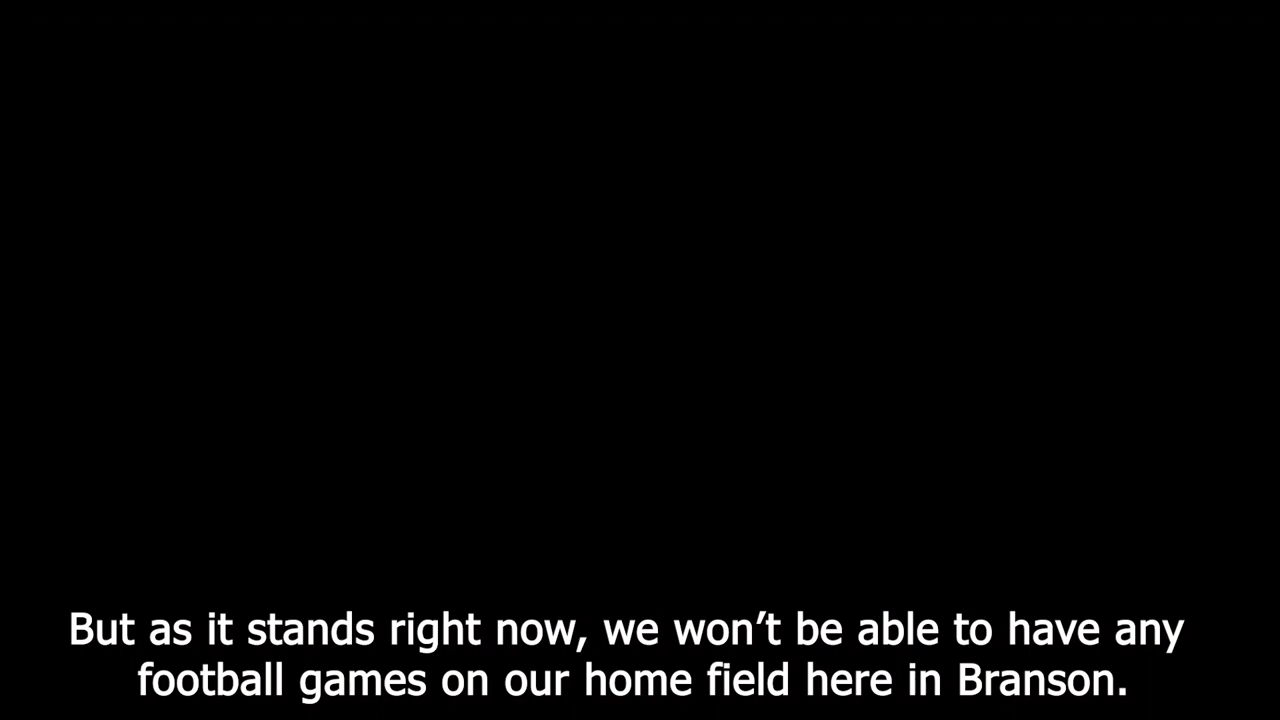 But as it stands right now, we won’t be able to have any
football games on our home field here in Branson.